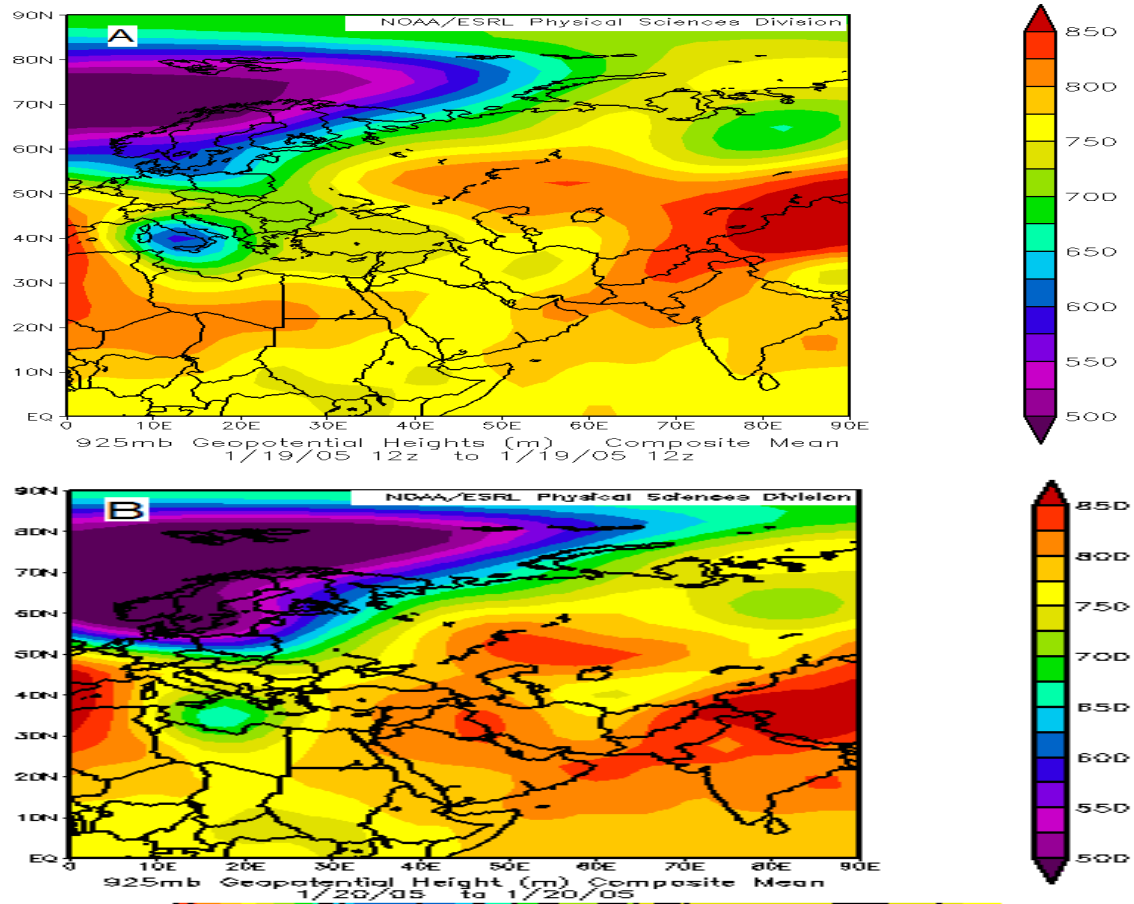 NOAA/ESRL Physical Sciences Division
A
90N
80N
70N
60N
50N
40N
30N
20N
10N
EQ
0 10E 20E 30E 40E 50E 60E 70E 80E 90E
925mb Geopotential Heights (m) Composite Mean
1/19/05 12z to 1/19/05 12z
850
800
750
700
650
600
550
500
NOAA/ESRL Physical Sciences Division
B
90N
80N
70N
60N
50N
40N
30N
20N
10N
EQ
0 10E 20E 30E 40E 50E 60E 70E 80E 90E
925mb Geopotential Height (m) Composite Mean
1/20/05 to 1/20/05
850
800
750
700
650
600
550
500